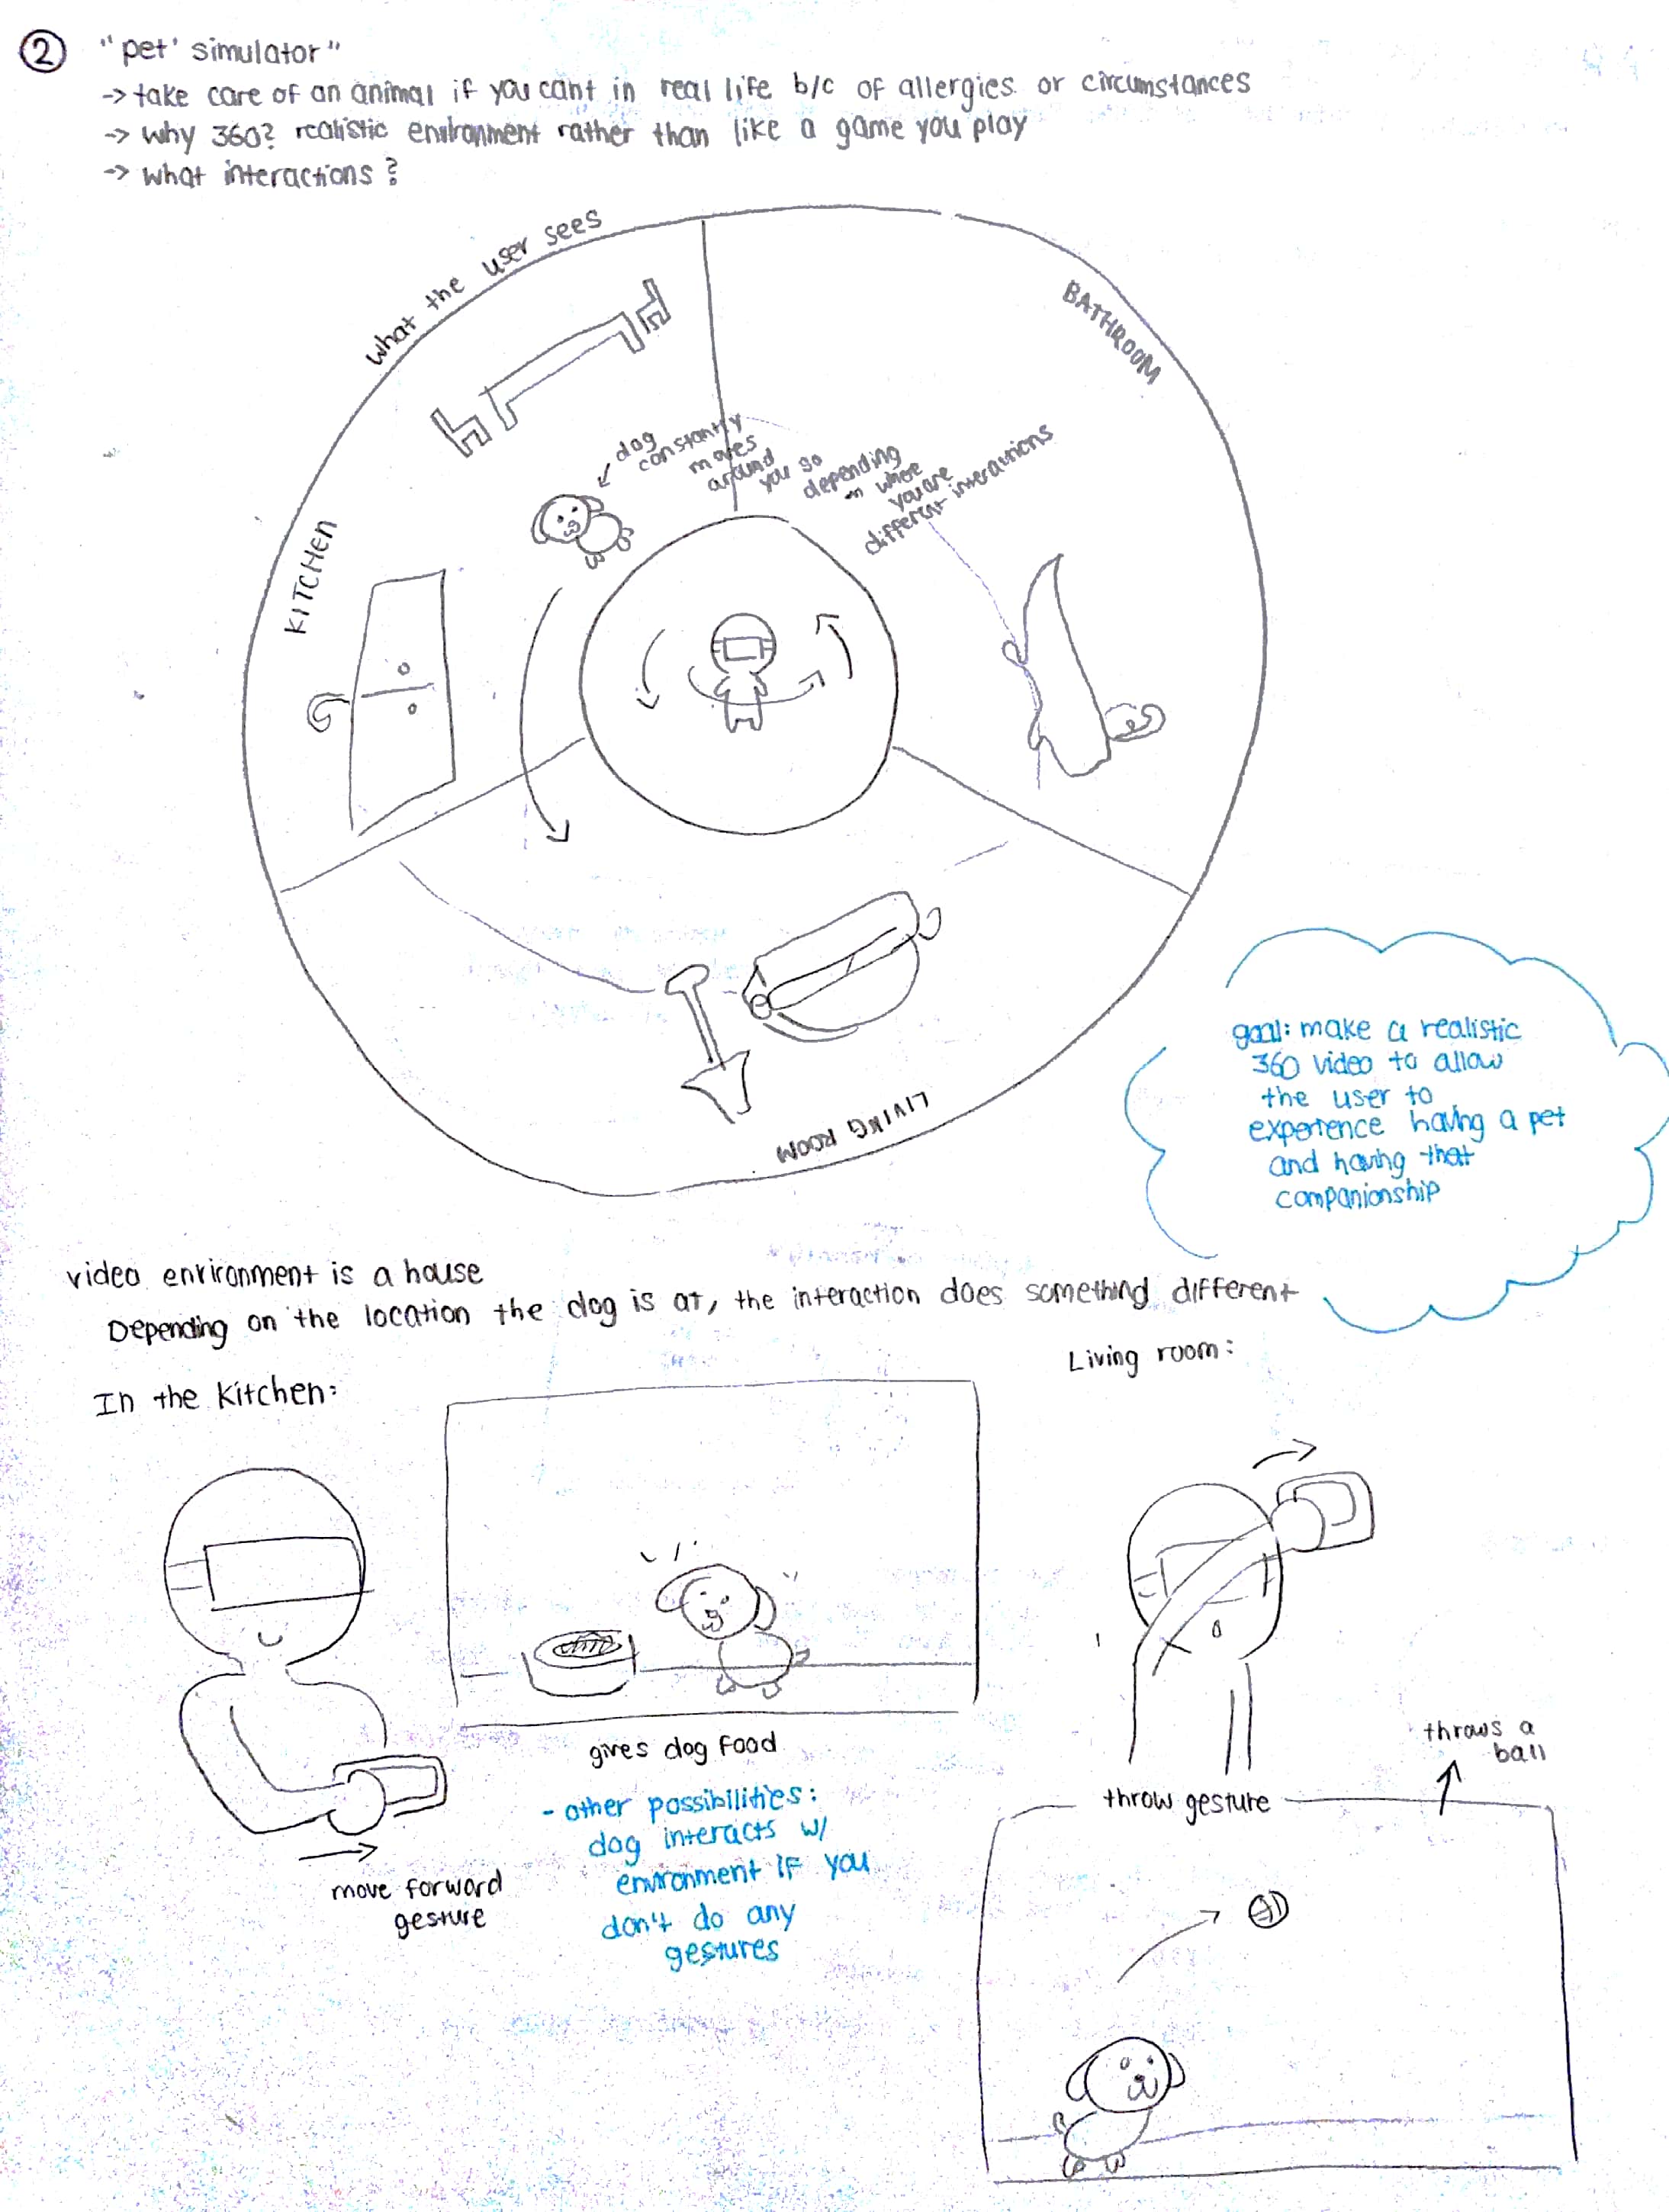 2 "pet' simulator"
-> take care of an animal if you cant in real life b/c of allergies or circumstances
-> why 360? realistic environment rather than like a game you play
-> what interactions?
what the user sees
BATHROOM
KITCHEN
dog
constantly
moves
around
you so
depending
on where
you are
different interactions
LIVING ROOM
goal: make a realistic
360 video to allow
the user to
experience having a pet
and having that
companionship
video environment is a house
Depending on the location the dog is at, the interaction does something different
In the kitchen:
Living room:
gives dog food
- other possibilities:
dog interacts w/
environment if you
don't do any
gestures
move forward
gesture
throws a
ball
throw gesture